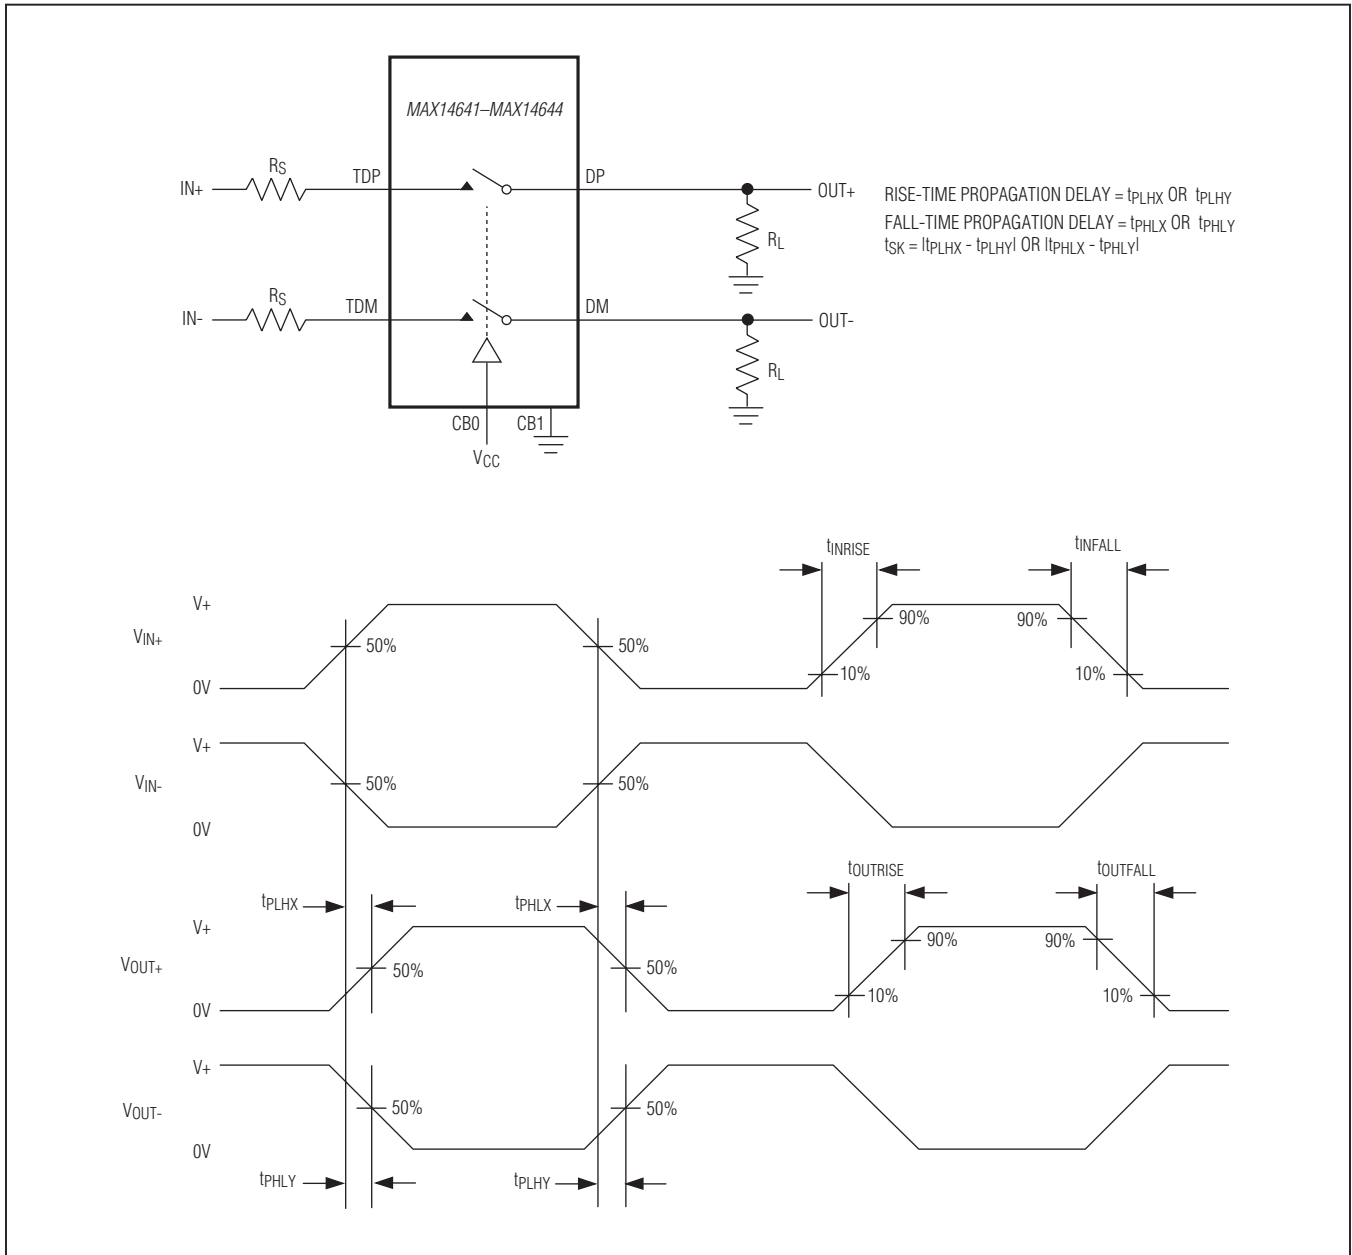 MAX14641–MAX14644
IN+ RS TDP DP OUT+
RL
RISE-TIME PROPAGATION DELAY = tPLHX OR tPLHY
FALL-TIME PROPAGATION DELAY = tPHLX OR tPHLY
tSK = |tPLHX - tPLHY| OR |tPHLX - tPHLY|
IN- RS TDM DM OUT-
RL
CB0 CB1
VCC
tINRISE tINFALL
V+
VIN+
0V
50% 50% 90% 90%
10% 10%
V+
VIN-
0V
50% 50%
tOUTRISE tOUTFALL
tPLHX tPHLX
V+
VOUT+
0V
50% 50% 90% 90%
10% 10%
V+
VOUT-
0V
50% 50%
tPHLY tPLHY